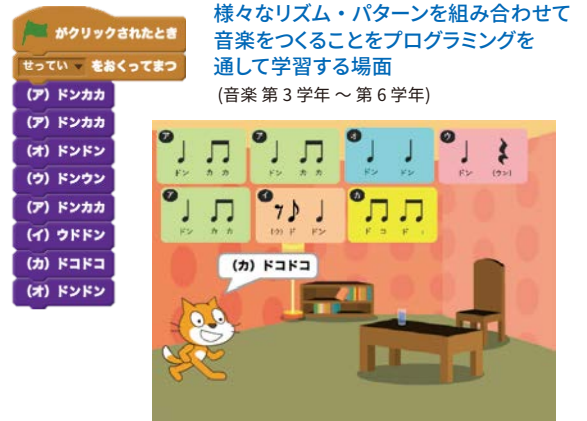 がクリックされたとき
せってい ▼ をおくってまつ
(ア) ドンカカ
(ア) ドンカカ
(オ) ドンドン
(ウ) ドンウン
(ア) ドンカカ
(イ) ウドドン
(カ) ドコドコ
(オ) ドンドン
様々なリズム・パターンを組み合わせて
音楽をつくることをプログラミングを
通して学習する場面
(音楽 第3学年 ～ 第6学年)
ア ア オ ウ
ドン カ カ ドン カ カ ドン ドン ドン (ウン)
ア イ カ
ドン カ カ (ウ) ド ドン ド コ ド
(カ) ドコドコ